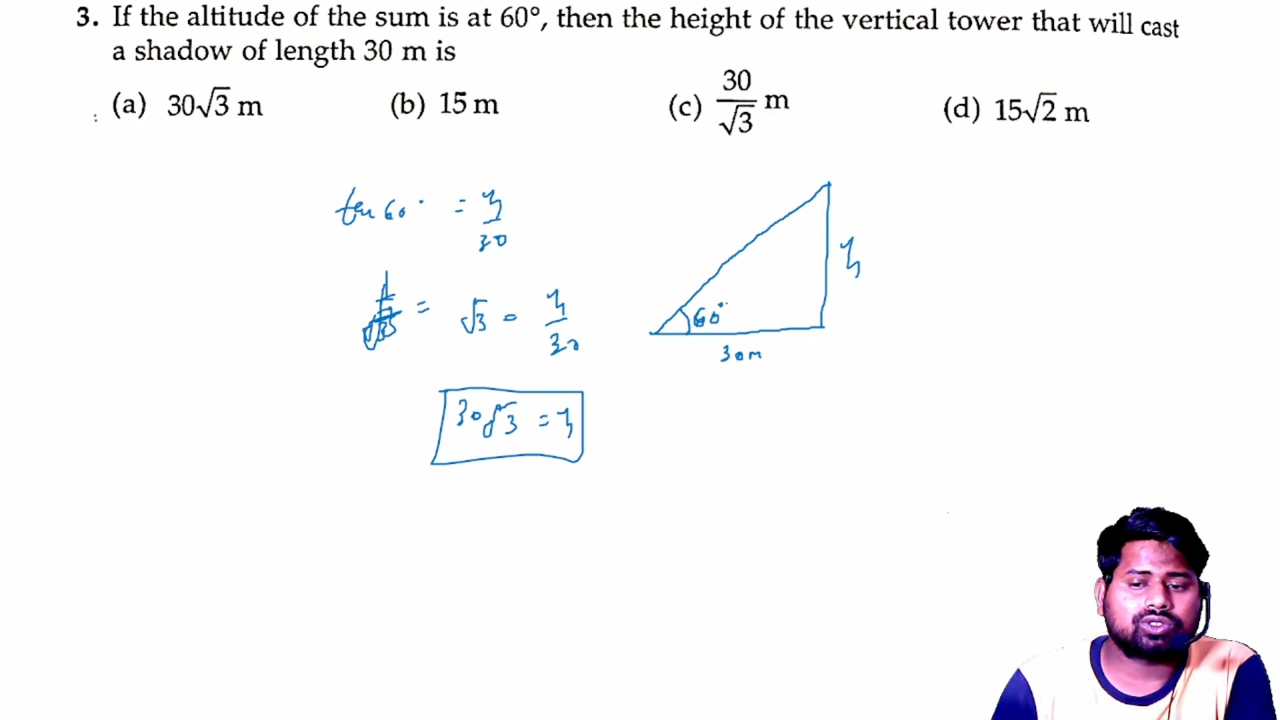 3. If the altitude of the sum is at 60°, then the height of the vertical tower that will cast
a shadow of length 30 m is
(a) 30√3 m (b) 15 m (c) 30/√3 m (d) 15√2 m
tan 60° = h/30
= √3 = h/30
30√3 = h
h
60°
30m